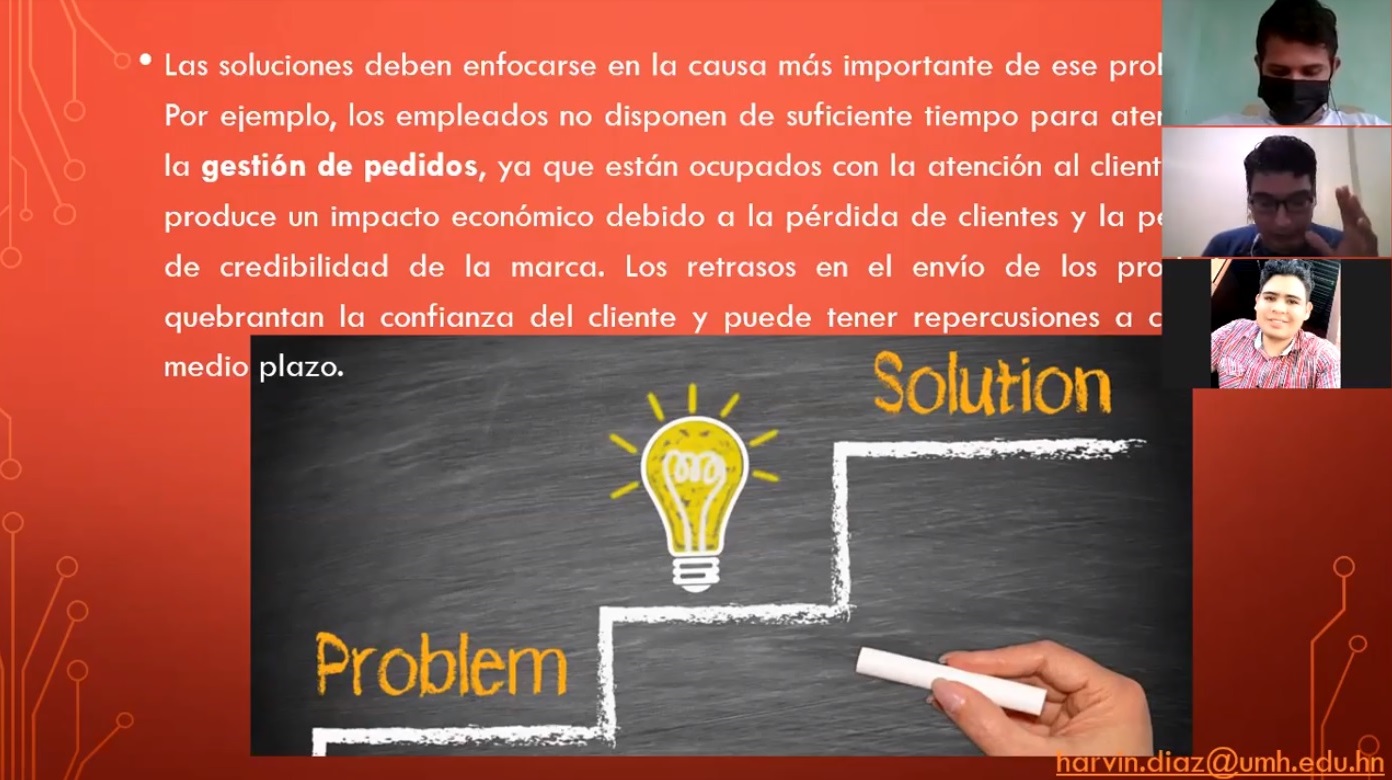 • Las soluciones deben enfocarse en la causa más importante de ese
Por ejemplo, los empleados no disponen de suficiente tiempo para
la gestión de pedidos, ya que están ocupados con la atención al
produce un impacto económico debido a la pérdida de clientes y la
de credibilidad de la marca. Los retrasos en el envío de los
quebrantan la confianza del cliente y puede tener repercusiones a
medio plazo.
Solution
Problem
harvin.diaz@umh.edu.hn